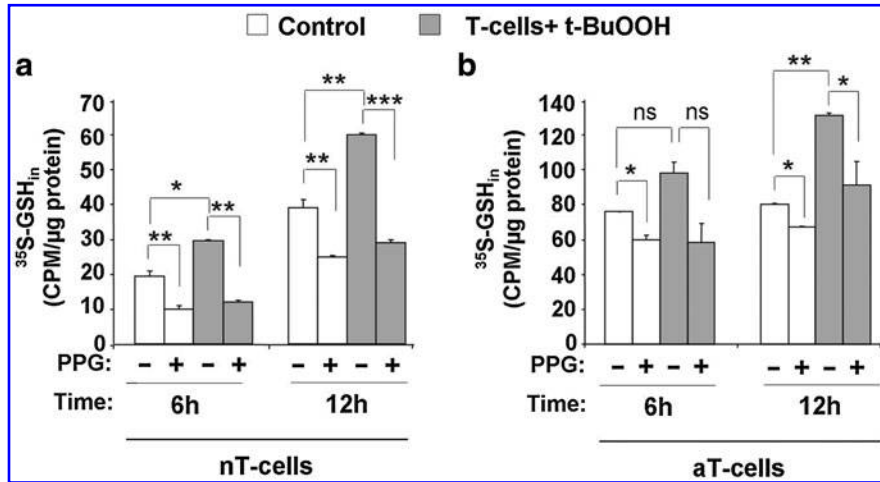 Control T-cells+ t-BuOOH
a
³⁵S-GSHin
(CPM/µg protein)
70
60
50
40
30
20
10
0
** ***
**
* **
**
PPG: – + – + – + – +
Time: 6h 12h
nT-cells
b
³⁵S-GSHin
(CPM/µg protein)
140
120
100
80
60
40
20
0
** *
ns ns
* *
– + – + – + – +
6h 12h
aT-cells